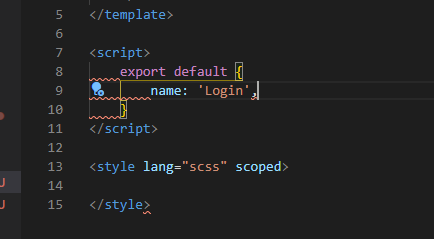 5 </template>
6
7 <script>
8 export default {
9 name: 'Login',
10 }
11 </script>
12
13 <style lang="scss" scoped>
14
15 </style>
U
U